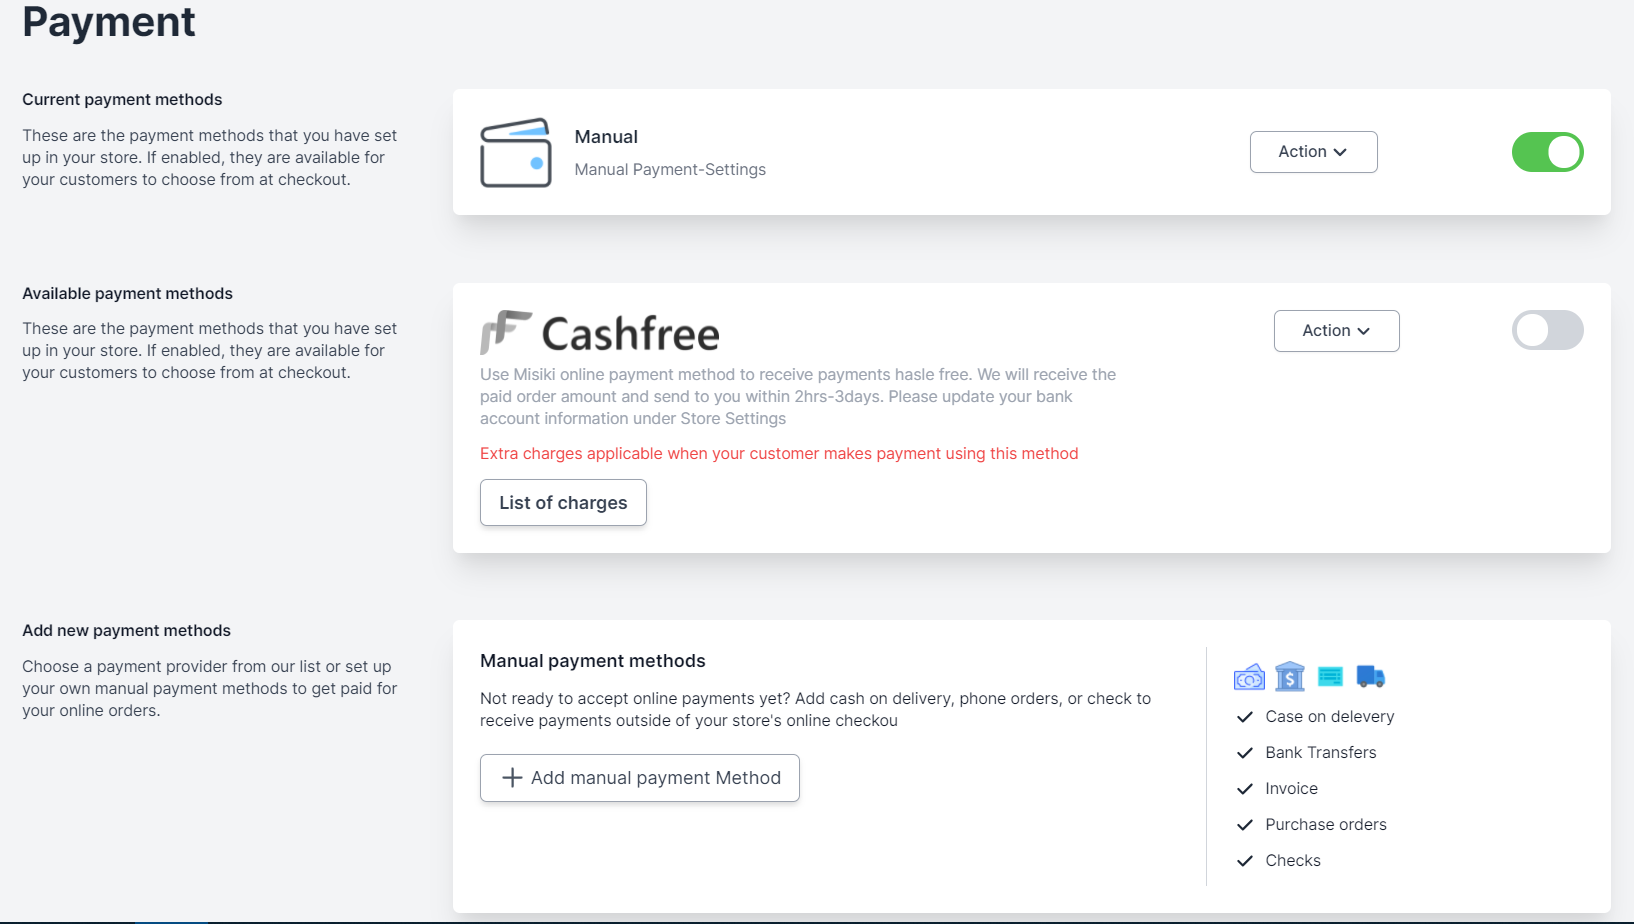 Payment
Current payment methods
These are the payment methods that you have set
up in your store. If enabled, they are available for
your customers to choose from at checkout.
Manual
Manual Payment-Settings
Action
Available payment methods
These are the payment methods that you have set
up in your store. If enabled, they are available for
your customers to choose from at checkout.
Cashfree
Action
Use Misiki online payment method to receive payments hasle free. We will receive the
paid order amount and send to you within 2hrs-3days. Please update your bank
account information under Store Settings
Extra charges applicable when your customer makes payment using this method
List of charges
Add new payment methods
Choose a payment provider from our list or set up
your own manual payment methods to get paid for
your online orders.
Manual payment methods
Not ready to accept online payments yet? Add cash on delivery, phone orders, or check to
receive payments outside of your store's online checkou
Add manual payment Method
Case on delevery
Bank Transfers
Invoice
Purchase orders
Checks